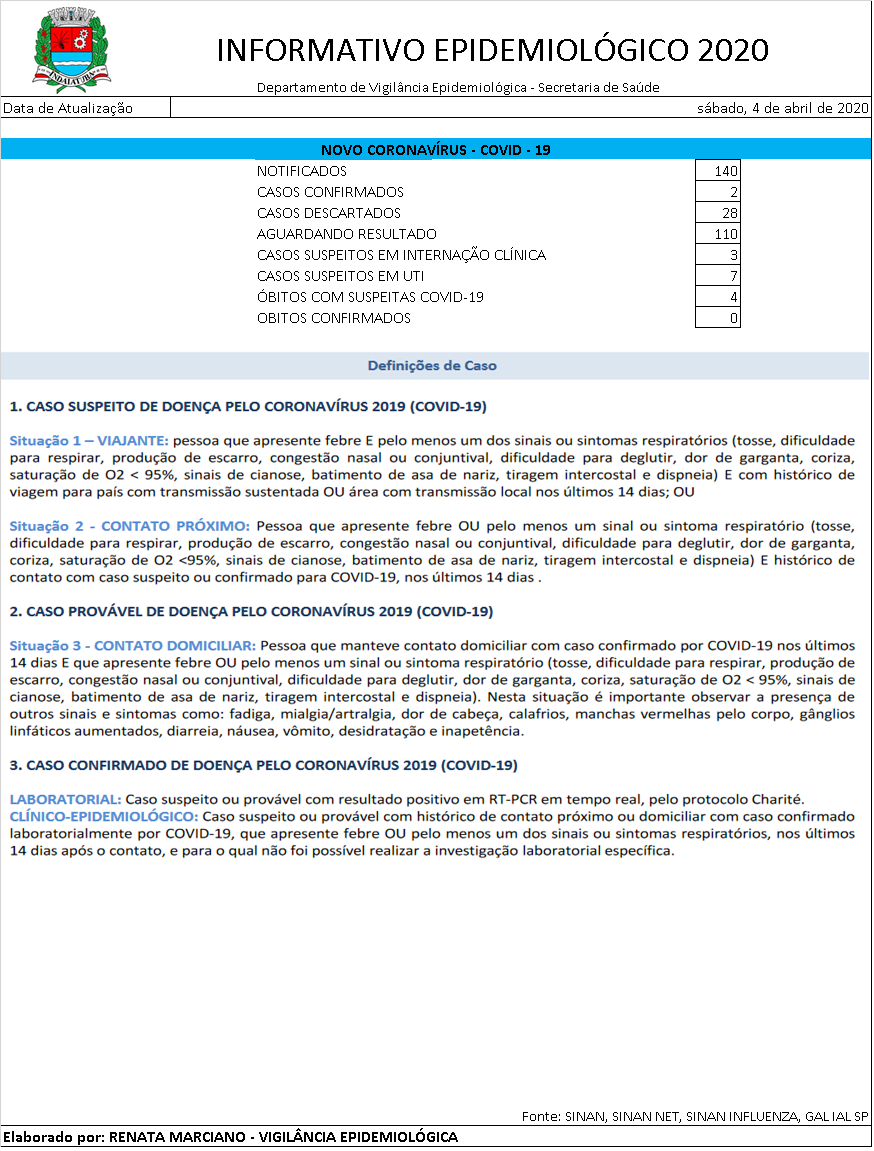 INDAIATUBA
INFORMATIVO EPIDEMIOLÓGICO 2020
Departamento de Vigilância Epidemiológica - Secretaria de Saúde
Data de Atualização sábado, 4 de abril de 2020
NOVO CORONAVÍRUS - COVID - 19
NOTIFICADOS 140
CASOS CONFIRMADOS 2
CASOS DESCARTADOS 28
AGUARDANDO RESULTADO 110
CASOS SUSPEITOS EM INTERNAÇÃO CLÍNICA 3
CASOS SUSPEITOS EM UTI 7
ÓBITOS COM SUSPEITAS COVID-19 4
OBITOS CONFIRMADOS 0
Definições de Caso
1. CASO SUSPEITO DE DOENÇA PELO CORONAVÍRUS 2019 (COVID-19)
Situação 1 – VIAJANTE: pessoa que apresente febre E pelo menos um dos sinais ou sintomas respiratórios (tosse, dificuldade
para respirar, produção de escarro, congestão nasal ou conjuntival, dificuldade para deglutir, dor de garganta, coriza,
saturação de O2 < 95%, sinais de cianose, batimento de asa de nariz, tiragem intercostal e dispneia) E com histórico de
viagem para país com transmissão sustentada OU área com transmissão local nos últimos 14 dias; OU
Situação 2 - CONTATO PRÓXIMO: Pessoa que apresente febre OU pelo menos um sinal ou sintoma respiratório (tosse,
dificuldade para respirar, produção de escarro, congestão nasal ou conjuntival, dificuldade para deglutir, dor de garganta,
coriza, saturação de O2 <95%, sinais de cianose, batimento de asa de nariz, tiragem intercostal e dispneia) E histórico de
contato com caso suspeito ou confirmado para COVID-19, nos últimos 14 dias .
2. CASO PROVÁVEL DE DOENÇA PELO CORONAVÍRUS 2019 (COVID-19)
Situação 3 - CONTATO DOMICILIAR: Pessoa que manteve contato domiciliar com caso confirmado por COVID-19 nos últimos
14 dias E que apresente febre OU pelo menos um sinal ou sintoma respiratório (tosse, dificuldade para respirar, produção de
escarro, congestão nasal ou conjuntival, dificuldade para deglutir, dor de garganta, coriza, saturação de O2 < 95%, sinais de
cianose, batimento de asa de nariz, tiragem intercostal e dispneia). Nesta situação é importante observar a presença de
outros sinais e sintomas como: fadiga, mialgia/artralgia, dor de cabeça, calafrios, manchas vermelhas pelo corpo, gânglios
linfáticos aumentados, diarreia, náusea, vômito, desidratação e inapetência.
3. CASO CONFIRMADO DE DOENÇA PELO CORONAVÍRUS 2019 (COVID-19)
LABORATORIAL: Caso suspeito ou provável com resultado positivo em RT-PCR em tempo real, pelo protocolo Charité.
CLÍNICO-EPIDEMIOLÓGICO: Caso suspeito ou provável com histórico de contato próximo ou domiciliar com caso confirmado
laboratorialmente por COVID-19, que apresente febre OU pelo menos um dos sinais ou sintomas respiratórios, nos últimos
14 dias após o contato, e para o qual não foi possível realizar a investigação laboratorial específica.
Fonte: SINAN, SINAN NET, SINAN INFLUENZA, GAL IAL SP
Elaborado por: RENATA MARCIANO - VIGILÂNCIA EPIDEMIOLÓGICA